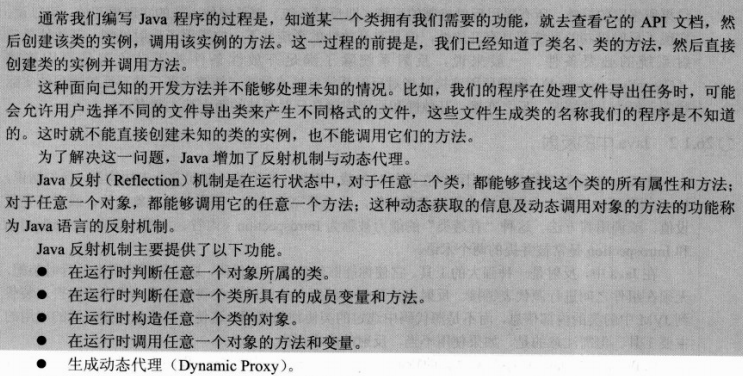 通常我们编写 Java 程序的过程是，知道某一个类拥有我们需要的功能，就去查看它的 API 文档，然
后创建该类的实例，调用该实例的方法。这一过程的前提是，我们已经知道了类名、类的方法，然后直接
创建类的实例并调用方法。
这种面向已知的开发方法并不能够处理未知的情况。比如，我们的程序在处理文件导出任务时，可能
会允许用户选择不同的文件导出类来产生不同格式的文件，这些文件生成类的名称我们的程序是不知道
的。这时就不能直接创建未知的类的实例，也不能调用它们的方法。
为了解决这一问题，Java 增加了反射机制与动态代理。
Java 反射（Reflection）机制是在运行状态中，对于任意一个类，都能够查找这个类的所有属性和方法；
对于任意一个对象，都能够调用它的任意一个方法；这种动态获取的信息及动态调用对象的方法的功能称
为 Java 语言的反射机制。
Java 反射机制主要提供了以下功能。
● 在运行时判断任意一个对象所属的类。
● 在运行时判断任意一个类所具有的成员变量和方法。
● 在运行时构造任意一个类的对象。
● 在运行时调用任意一个对象的方法和变量。
● 生成动态代理（Dynamic Proxy）。